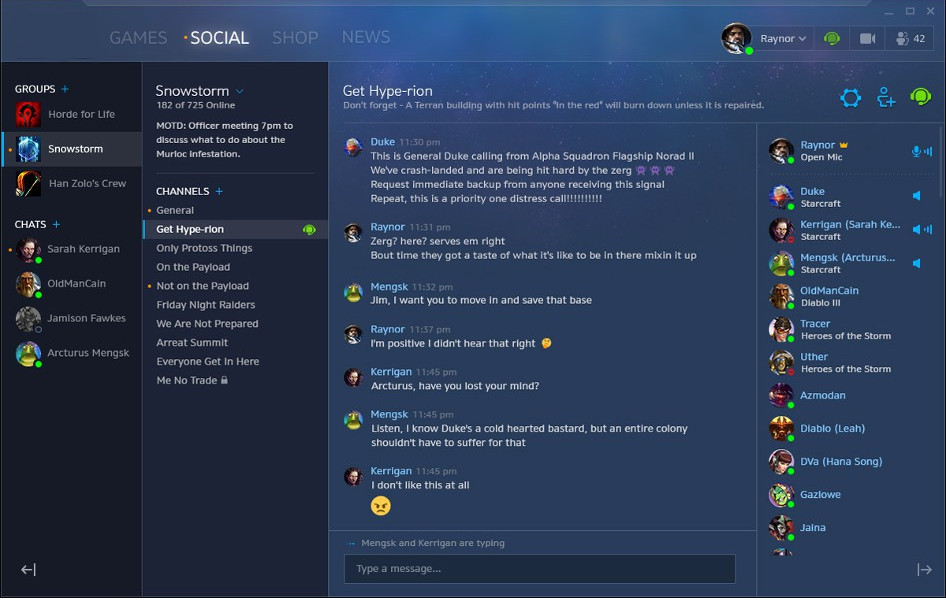 GAMES
SOCIAL
SHOP
NEWS
Raynor
42
GROUPS +
Horde for Life
Snowstorm
Han Zolo's Crew
CHATS +
Sarah Kerrigan
OldManCain
Jamison Fawkes
Arcturus Mengsk
Snowstorm
182 of 725 Online
MOTD: Officer meeting 7pm to
discuss what to do about the
Murloc infestation.
CHANNELS +
General
Get Hype-rion
Only Protoss Things
On the Payload
Not on the Payload
Friday Night Raiders
We Are Not Prepared
Arreat Summit
Everyone Get In Here
Me No Trade
Get Hype-rion
Don't forget - A Terran building with hit points "in the red" will burn down unless it is repaired.
Duke 11:30 pm
This is General Duke calling from Alpha Squadron Flagship Norad II
We've crash-landed and are being hit hard by the zerg 👾 👾 👾
Request immediate backup from anyone receiving this signal
Repeat, this is a priority one distress call!!!!!!!!!!
Raynor 11:31 pm
Zerg? here? serves em right
Bout time they got a taste of what it's like to be in there mixin it up
Mengsk 11:32 pm
Jim, I want you to move in and save that base
Raynor 11:37 pm
I'm positive I didn't hear that right 🤔
Kerrigan 11:45 pm
Arcturus, have you lost your mind?
Mengsk 11:45 pm
Listen, I know Duke's a cold hearted bastard, but an entire colony
shouldn't have to suffer for that
Kerrigan 11:45 pm
I don't like this at all
😠
Mengsk and Kerrigan are typing
Type a message...
Raynor
Open Mic
Duke
Starcraft
Kerrigan (Sarah Ke...
Starcraft
Mengsk (Arcturus...
Starcraft
OldManCain
Diablo III
Tracer
Heroes of the Storm
Uther
Heroes of the Storm
Azmodan
Diablo (Leah)
DVa (Hana Song)
Gazlowe
Jaina